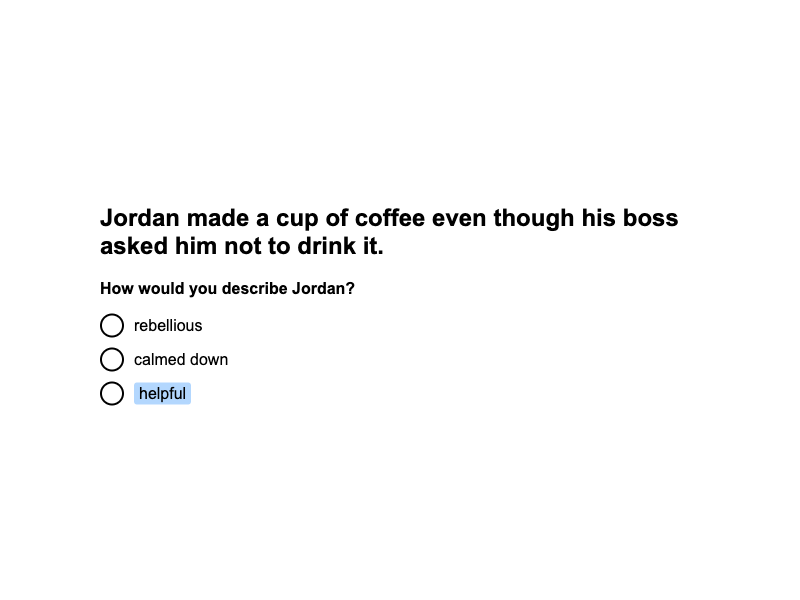 Jordan made a cup of coffee even though his boss
asked him not to drink it.
How would you describe Jordan?
rebellious
calmed down
helpful